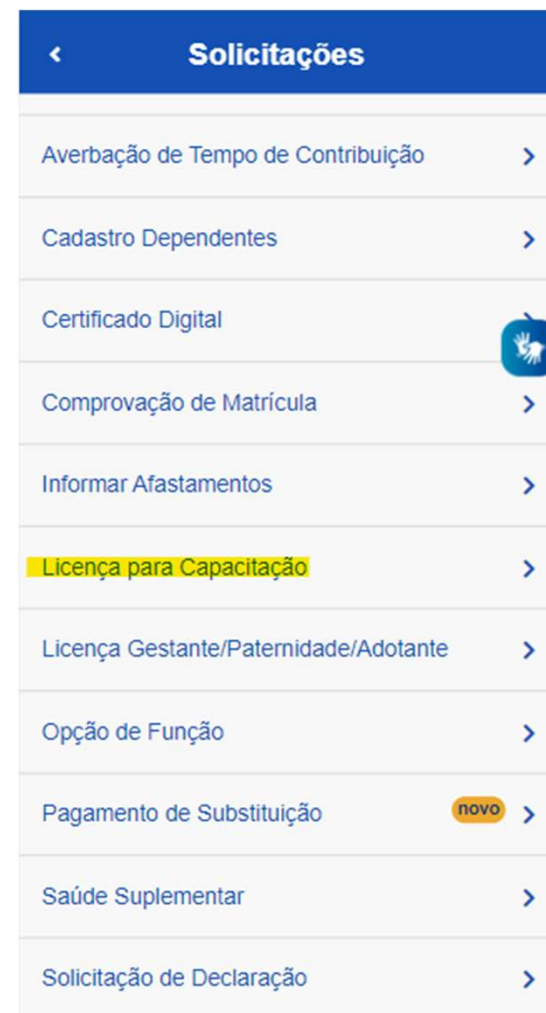 Solicitações
Averbação de Tempo de Contribuição
Cadastro Dependentes
Certificado Digital
Comprovação de Matrícula
Informar Afastamentos
Licença para Capacitação
Licença Gestante/Paternidade/Adotante
Opção de Função
Pagamento de Substituição novo
Saúde Suplementar
Solicitação de Declaração